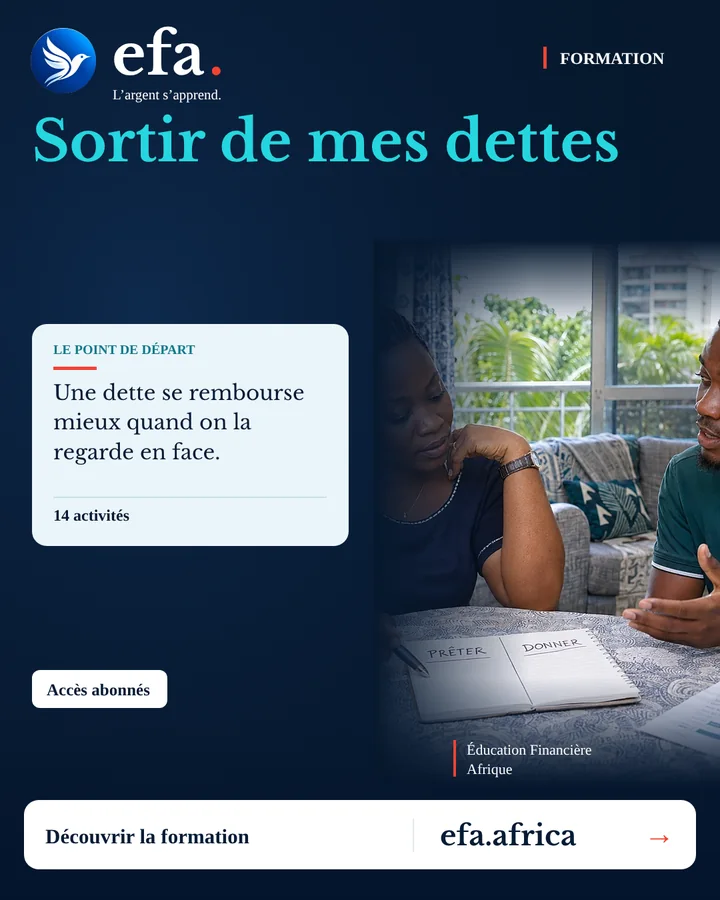 efa.
L’argent s’apprend.
FORMATION
Sortir de mes dettes
LE POINT DE DÉPART
Une dette se rembourse
mieux quand on la
regarde en face.
14 activités
PRÊTER
DONNER
Accès abonnés
Éducation Financière
Afrique
Découvrir la formation
efa.africa
→